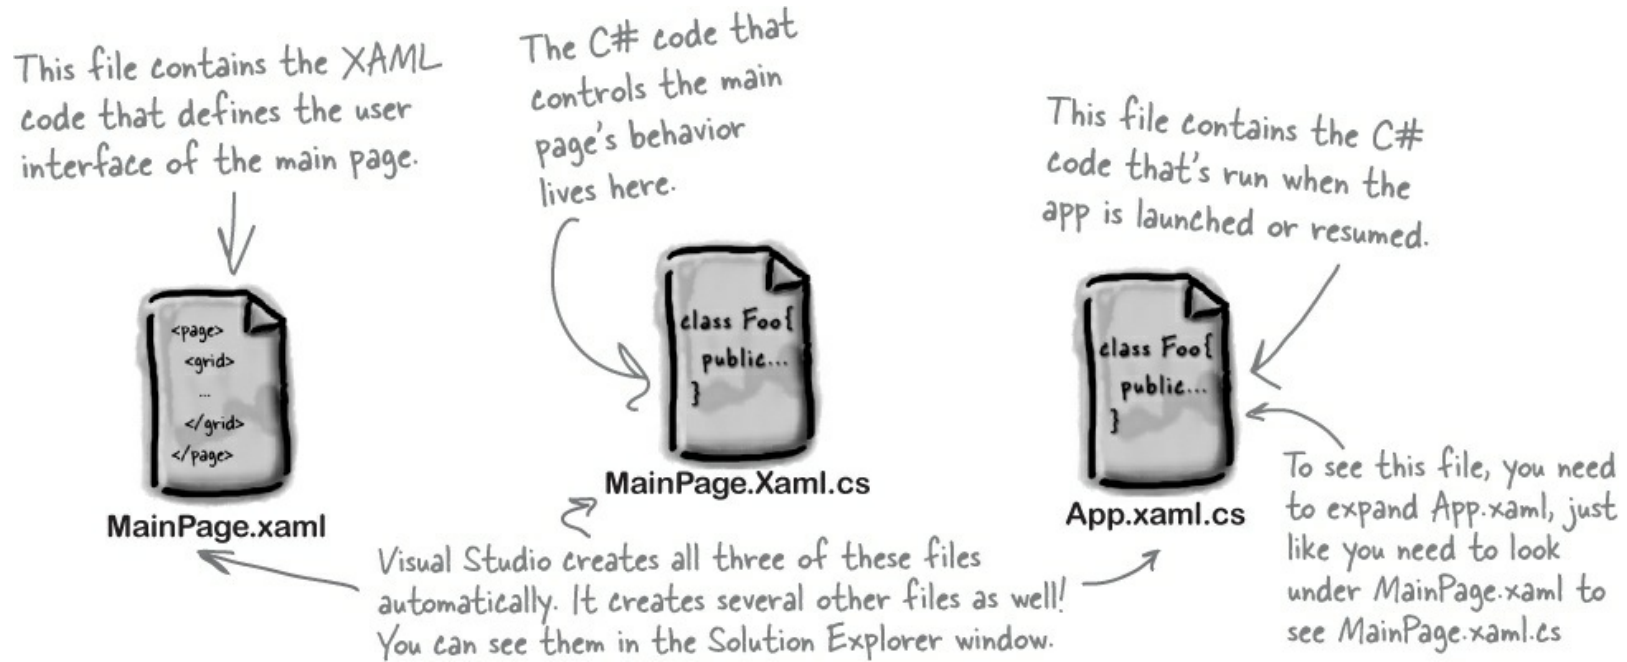 This file contains the XAML
code that defines the user
interface of the main page.
The C# code that
controls the main
page's behavior
lives here.
This file contains the C#
code that's run when the
app is launched or resumed.
<page>
<grid>
...
</grid>
</page>
MainPage.xaml
class Foo{
public...
}
MainPage.Xaml.cs
class Foo{
public...
}
App.xaml.cs
Visual Studio creates all three of these files
automatically. It creates several other files as well!
You can see them in the Solution Explorer window.
To see this file, you need
to expand App.xaml, just
like you need to look
under MainPage.xaml to
see MainPage.xaml.cs